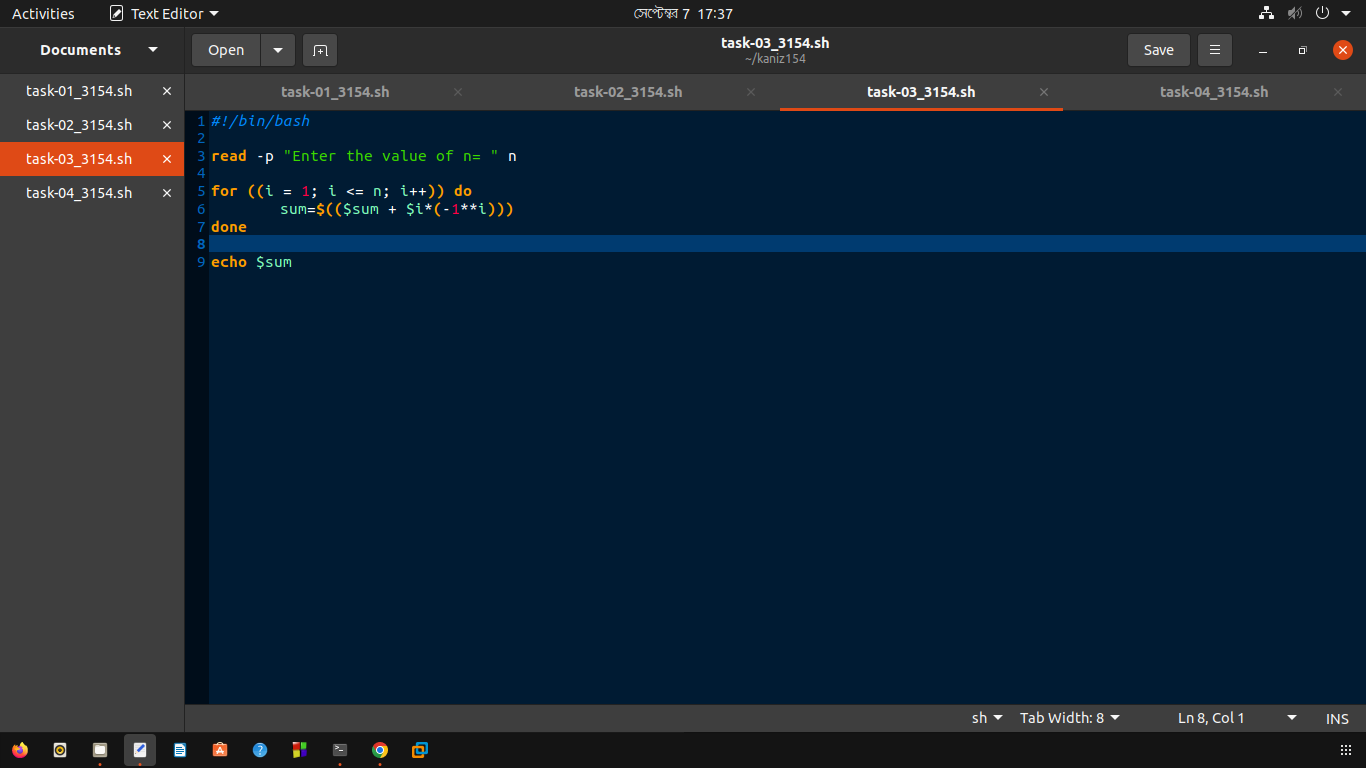 Activities Text Editor সেপ্টেম্বর 7 17:37
Documents Open task-03_3154.sh Save
~/kaniz154
task-01_3154.sh task-01_3154.sh task-02_3154.sh task-03_3154.sh task-04_3154.sh
task-02_3154.sh
task-03_3154.sh
task-04_3154.sh
1 #!/bin/bash
2
3 read -p "Enter the value of n= " n
4
5 for ((i = 1; i <= n; i++)) do
6 sum=$(($sum + $i*(-1**i)))
7 done
8
9 echo $sum
sh Tab Width: 8 Ln 8, Col 1 INS